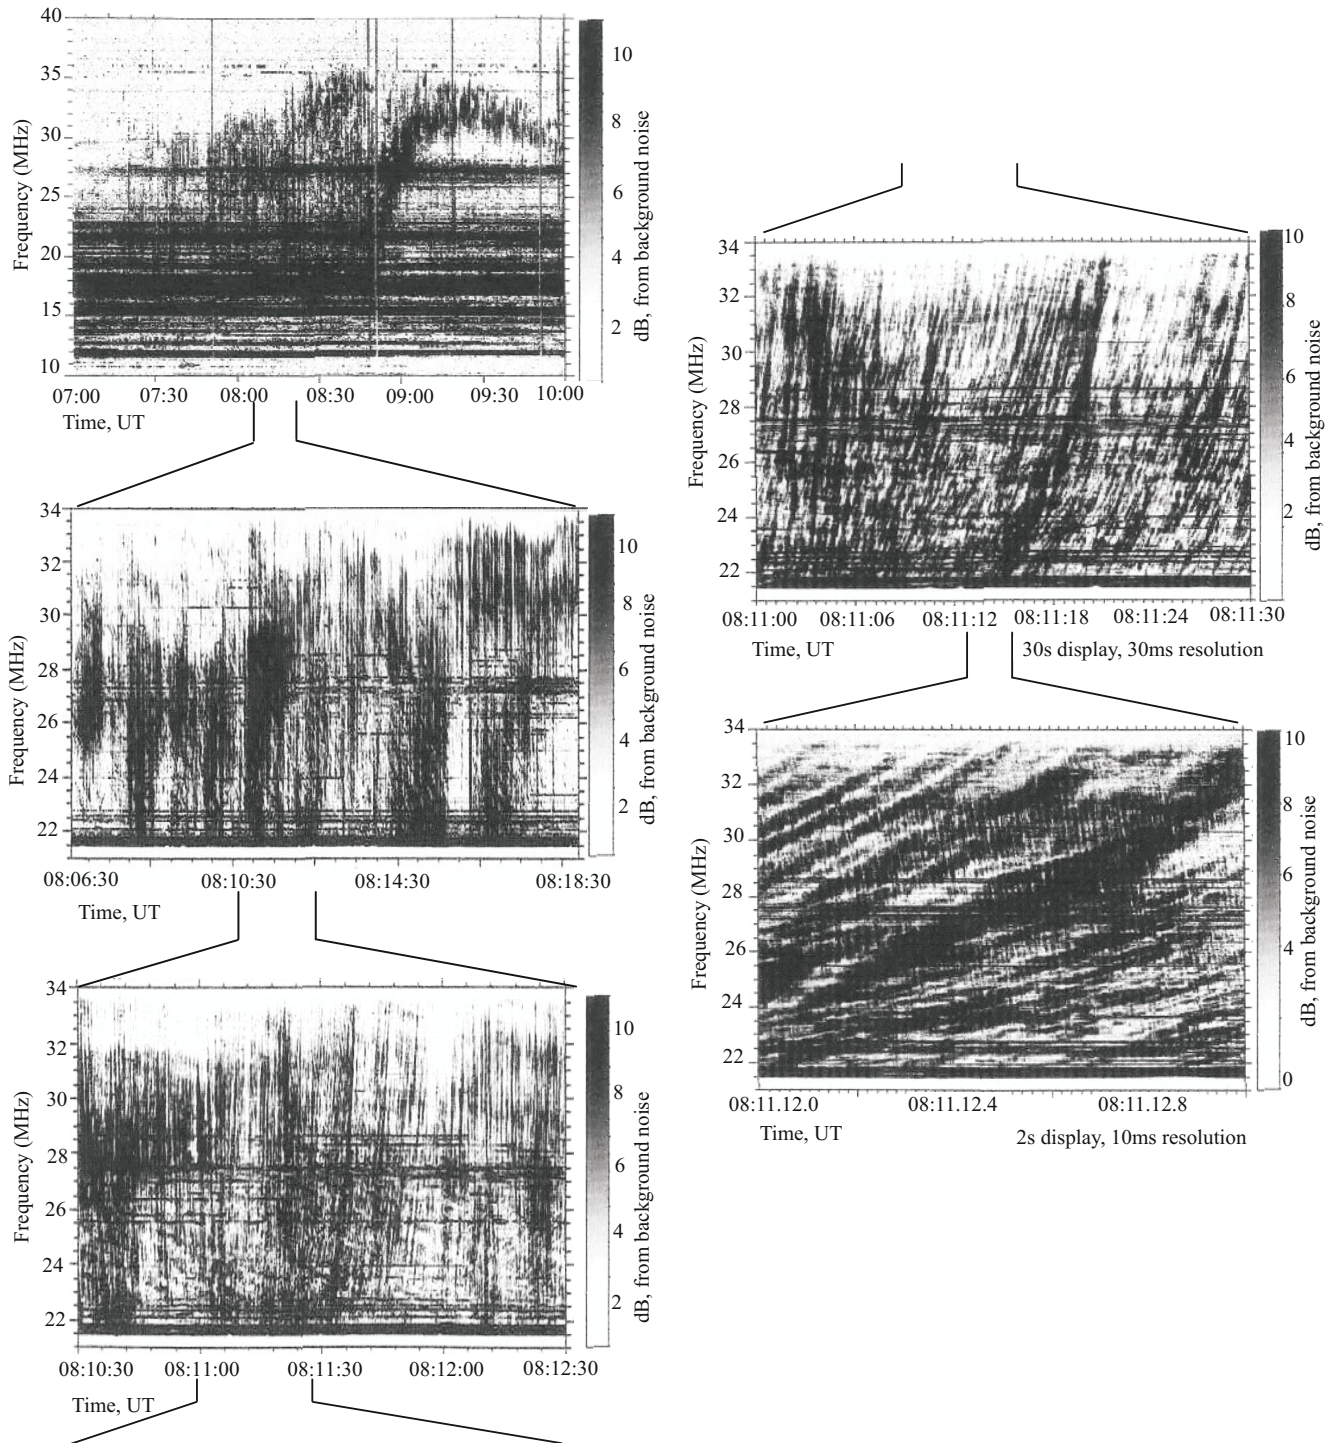 40
35
30
25
20
15
10
Frequency (MHz)
07:00 07:30 08:00 08:30 09:00 09:30 10:00
Time, UT
10
8
6
4
2
dB, from background noise
34
32
30
28
26
24
22
Frequency (MHz)
08:06:30 08:10:30 08:14:30 08:18:30
Time, UT
10
8
6
4
2
dB, from background noise
34
32
30
28
26
24
22
Frequency (MHz)
08:10:30 08:11:00 08:11:30 08:12:00 08:12:30
Time, UT
10
8
6
4
2
dB, from background noise
34
32
30
28
26
24
22
Frequency (MHz)
08:11:00 08:11:06 08:11:12 08:11:18 08:11:24 08:11:30
Time, UT
30s display, 30ms resolution
10
8
6
4
2
dB, from background noise
34
32
30
28
26
24
22
Frequency (MHz)
08:11.12.0 08:11.12.4 08:11.12.8
Time, UT
2s display, 10ms resolution
10
8
6
4
2
0
dB, from background noise